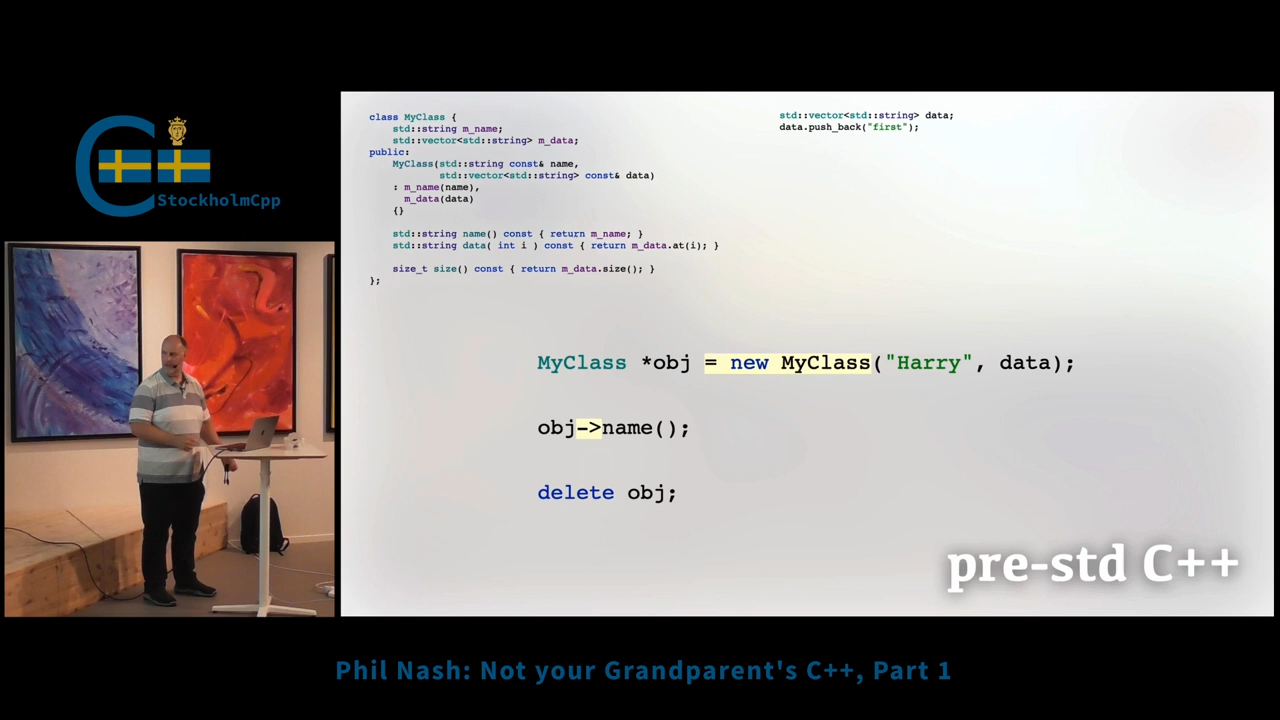 StockholmCpp
class MyClass {
std::string m_name;
std::vector<std::string> m_data;
public:
MyClass(std::string const& name,
std::vector<std::string> const& data)
: m_name(name),
m_data(data)
{}
std::string name() const { return m_name; }
std::string data( int i ) const { return m_data.at(i); }
size_t size() const { return m_data.size(); }
};
std::vector<std::string> data;
data.push_back("first");
MyClass *obj = new MyClass("Harry", data);
obj->name();
delete obj;
pre-std C++
Phil Nash: Not your Grandparent's C++, Part 1